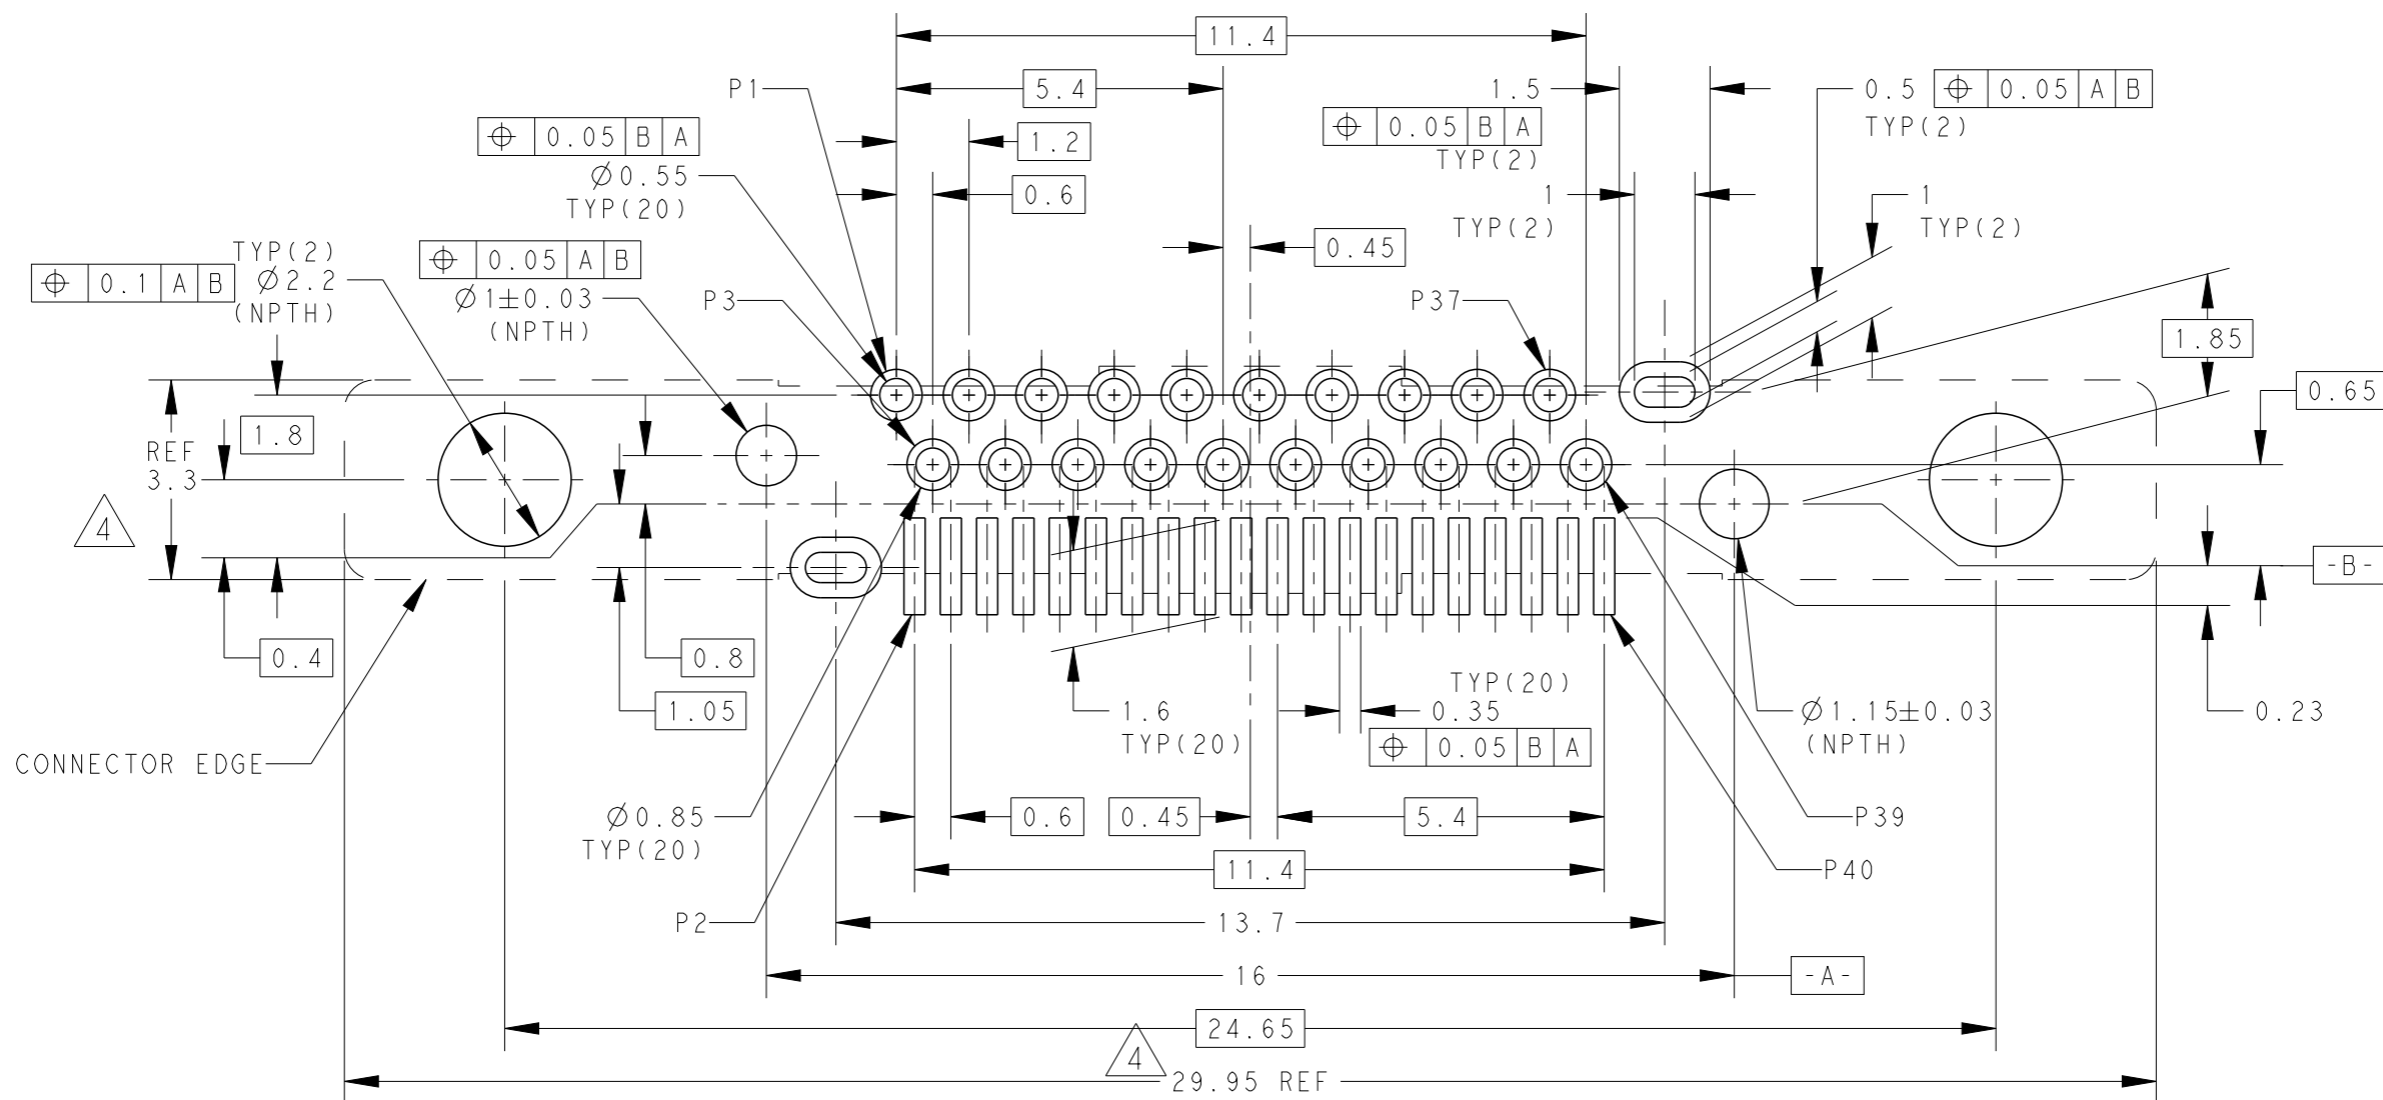 11.4
5.4
1.2
0.6
0.45
P1
⌖ 0.05 B A
Ø0.55
TYP(20)
1.5
⌖ 0.05 B A
TYP(2)
0.5 ⌖ 0.05 A B
TYP(2)
1
TYP(2)
1
TYP(2)
TYP(2)
⌖ 0.1 A B Ø2.2
(NPTH)
⌖ 0.05 A B
Ø1±0.03
(NPTH)
P3
P37
1.85
0.65
1.8
REF
3.3
4
-B-
0.4
0.8
1.05
CONNECTOR EDGE
1.6
TYP(20)
TYP(20)
0.35
⌖ 0.05 B A
Ø1.15±0.03
(NPTH)
0.23
Ø0.85
TYP(20)
0.6
0.45
5.4
P39
11.4
P40
P2
13.7
16
-A-
24.65
4
29.95 REF